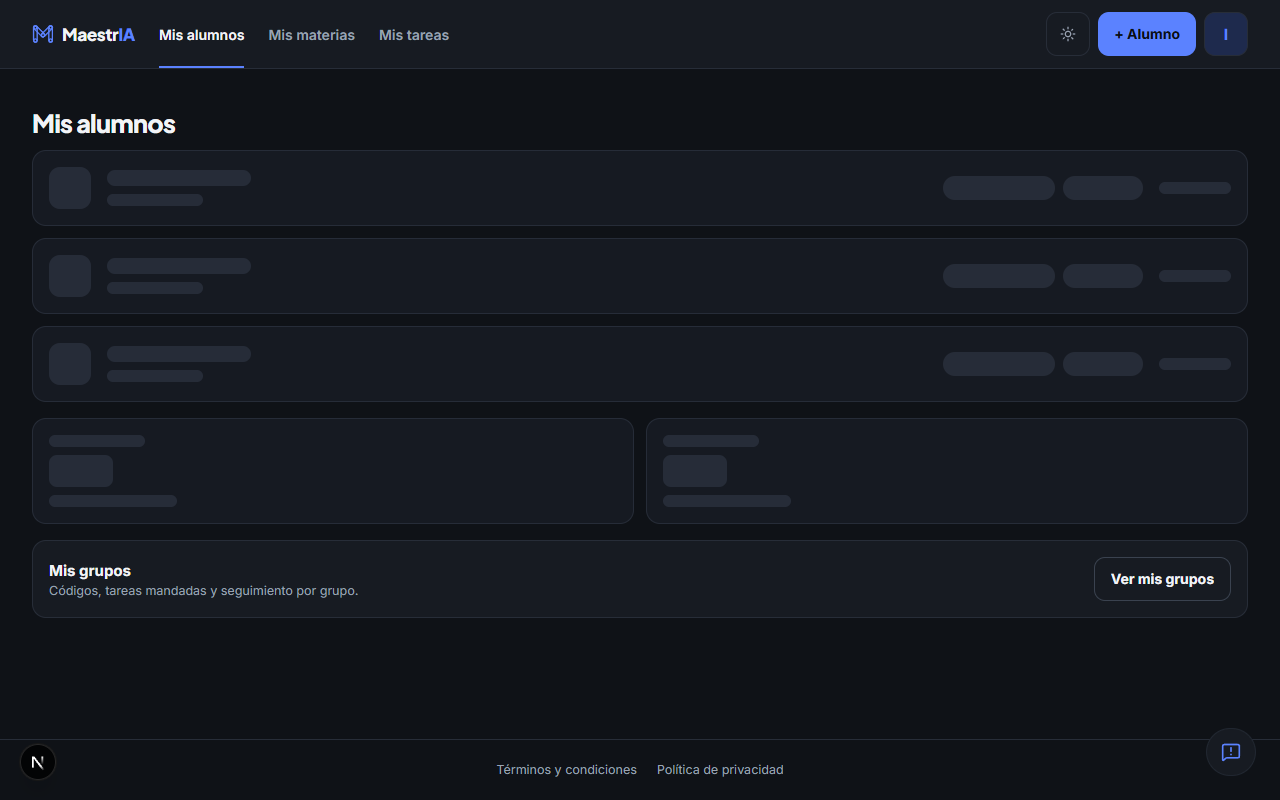 MaestrIA
Mis alumnos
Mis materias
Mis tareas
+ Alumno
I
Mis alumnos
Mis grupos
Códigos, tareas mandadas y seguimiento por grupo.
Ver mis grupos
N
Términos y condiciones
Política de privacidad